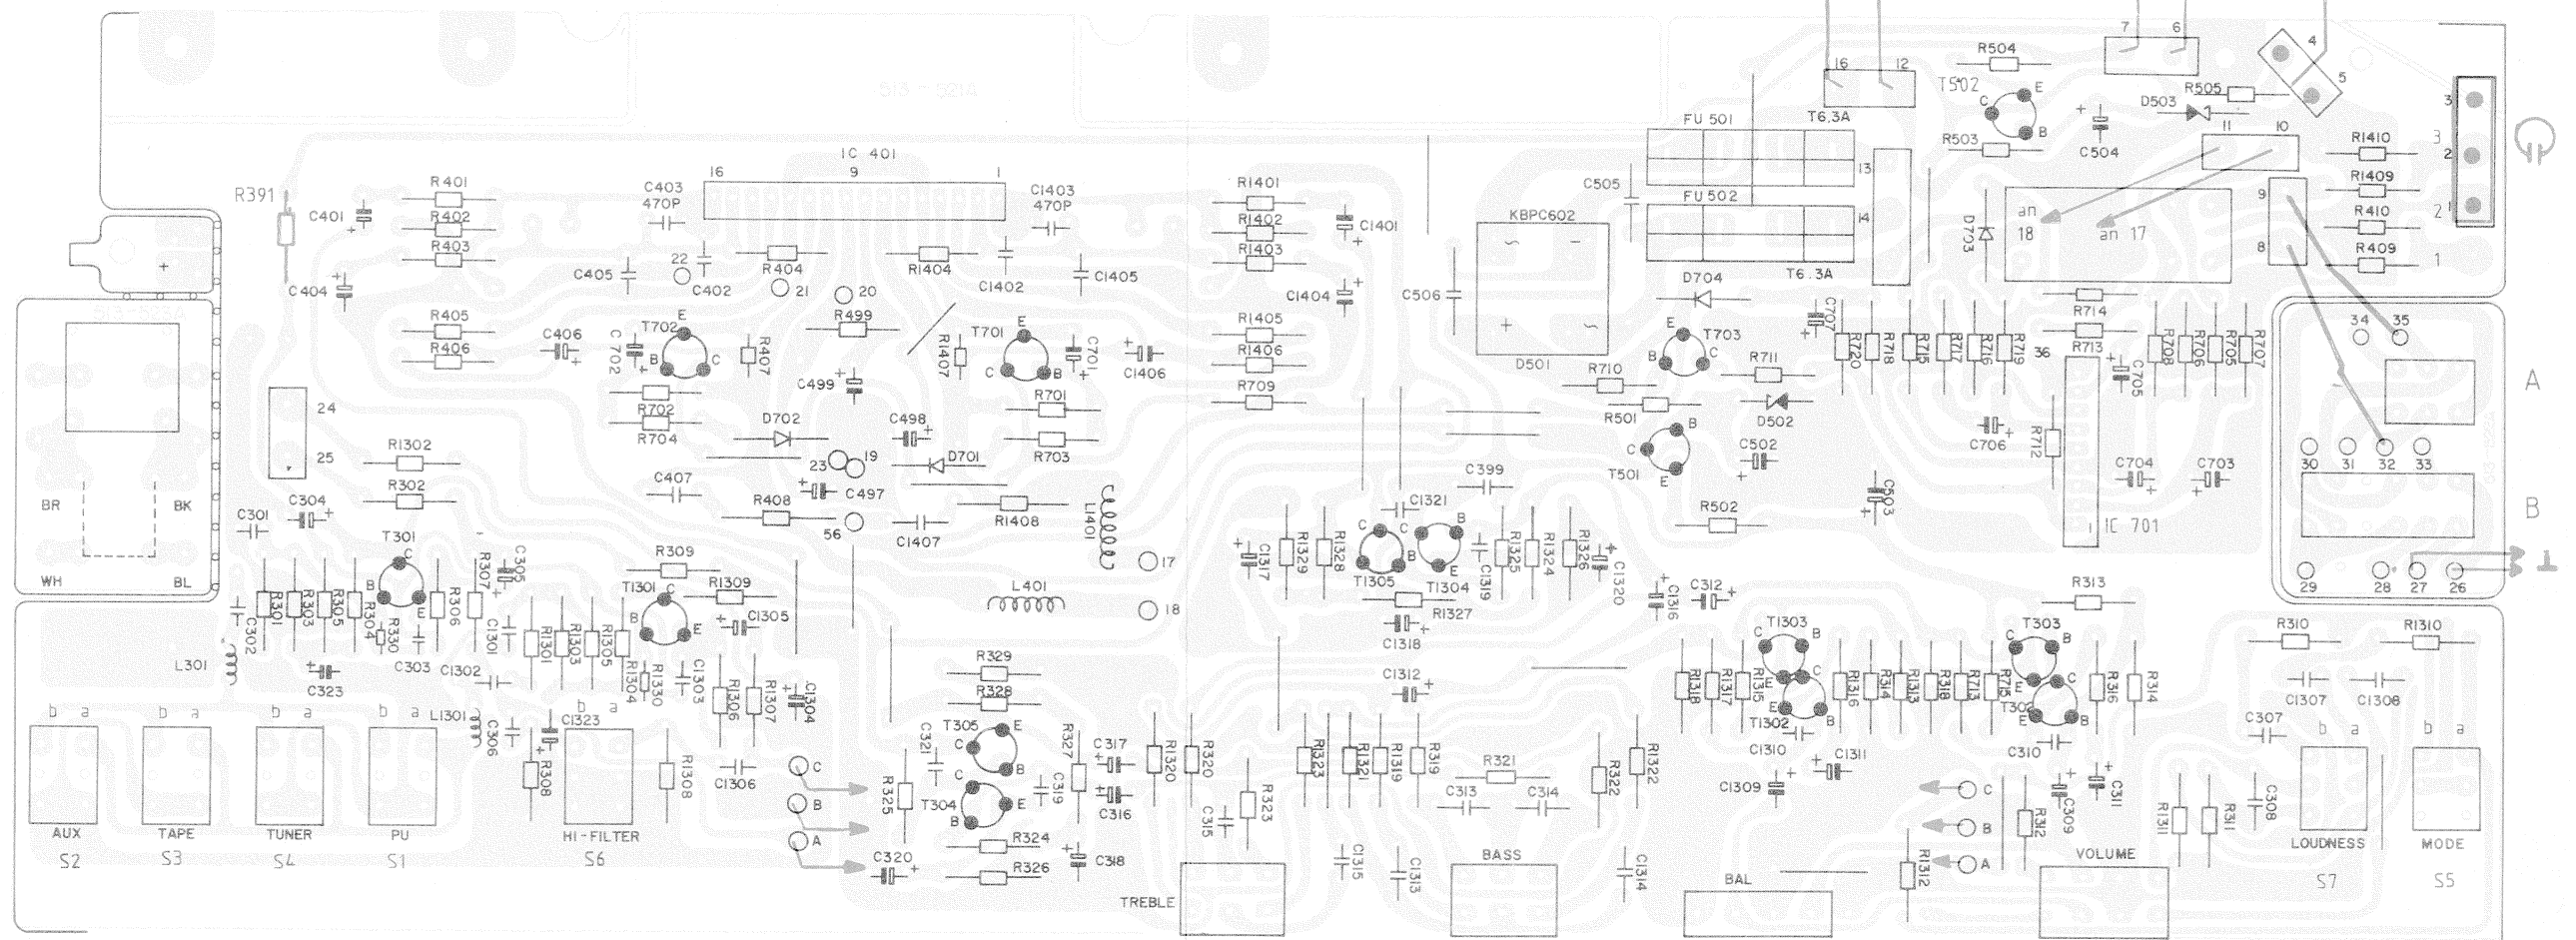 7 6
4
R504
16 12
5
T502
R505
513-521A
E
D503
3
C
FU 501
T6.3A
11 10
B
R503
C504
3
R1410
2
IC 401
16 9 1
13
C403
470P
C1403
470P
R401
R1401
C505
R1409
R391
FU 502
9
C401
R402
R1402
KBPC602
14
an
18
an 17
R410
2
1
C1401
R403
R1403
D703
8
R409
1
R404
R1404
22
C405
C402
C1402
C1405
T6.3A
D704
C404
21
20
C1404
C506
C707
R714
513-529A
34 35
R405
C406
C702
T702
E
B
C
R407
R499
R1407
T701
E
C
B
C701
C1406
R1405
E
T703
B
C
R720
R718
R715
R717
R716
R719
R713
36
R708
R706
R705
R707
R406
R1406
D501
R711
C705
C499
R710
A
R702
R701
R709
R501
D502
24
R704
D702
C498
R703
B
C
E
T501
C502
C706
R712
25
R1302
23 19
D701
30 31 32 33
C704
C703
C407
C399
R302
C497
BR
BK
C304
R408
R1408
L1401
C1321
C503
R502
B
C301
56
C1407
IC 701
T301
C
B
E
R309
C1317
R1329
R1328
C
C
B
B
E
T1305
T1304
C1319
R1325
R1324
R1326
C1320
17
WH
BL
R307
C305
T1301
C
B
E
R1309
L401
29 28 27 26
R313
C302
R301
R303
R305
R304
R330
R306
C303
C1301
R1301
R1303
R1305
R1304
R1330
C1305
18
R1327
C1316
C312
C1318
T1303
C
B
E
T303
C
B
E
R310
R1310
L301
C323
C1302
C1303
R1306
R1307
C1304
R329
C1312
R1318
R1317
R1315
R1316
R314
R1313
R318
R713
R715
R316
R314
C1307
C1308
R328
C
E
B
T1302
C
E
B
T302
b a
b a
b a
b a
L1301
C306
C1323
b a
T305
E
C
B
R327
C317
C321
R1320
R320
R1323
R1321
R1319
R319
C1310
C1311
C310
C307
b a
b a
R308
R1308
C1306
C
R325
C
E
B
T304
C319
C316
R323
C315
R321
C313
C314
R322
R1322
C1309
C
C309
C311
R1311
R311
C308
B
B
R312
AUX
TAPE
TUNER
PU
HI-FILTER
A
R324
LOUDNESS
MODE
S2
S3
S4
S1
S6
C320
R326
C318
C1315
C1313
BASS
C1314
BAL
R1312
A
VOLUME
S7
S5
TREBLE